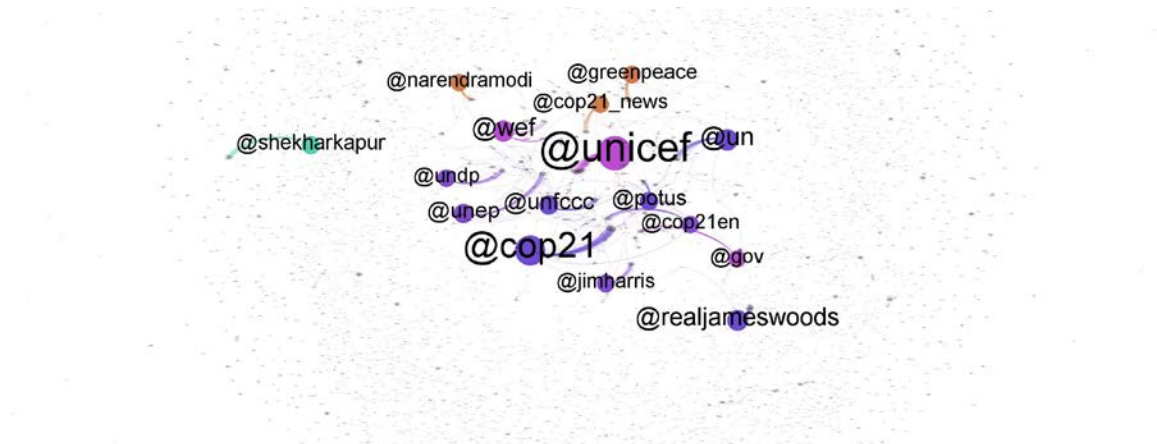 @greenpeace
@narendramodi
@cop21_news
@wef
@un
@shekharkapur
@unicef
@undp
@potus
@unfccc
@unep
@cop21en
@cop21
@gov
@jimharris
@realjameswoods